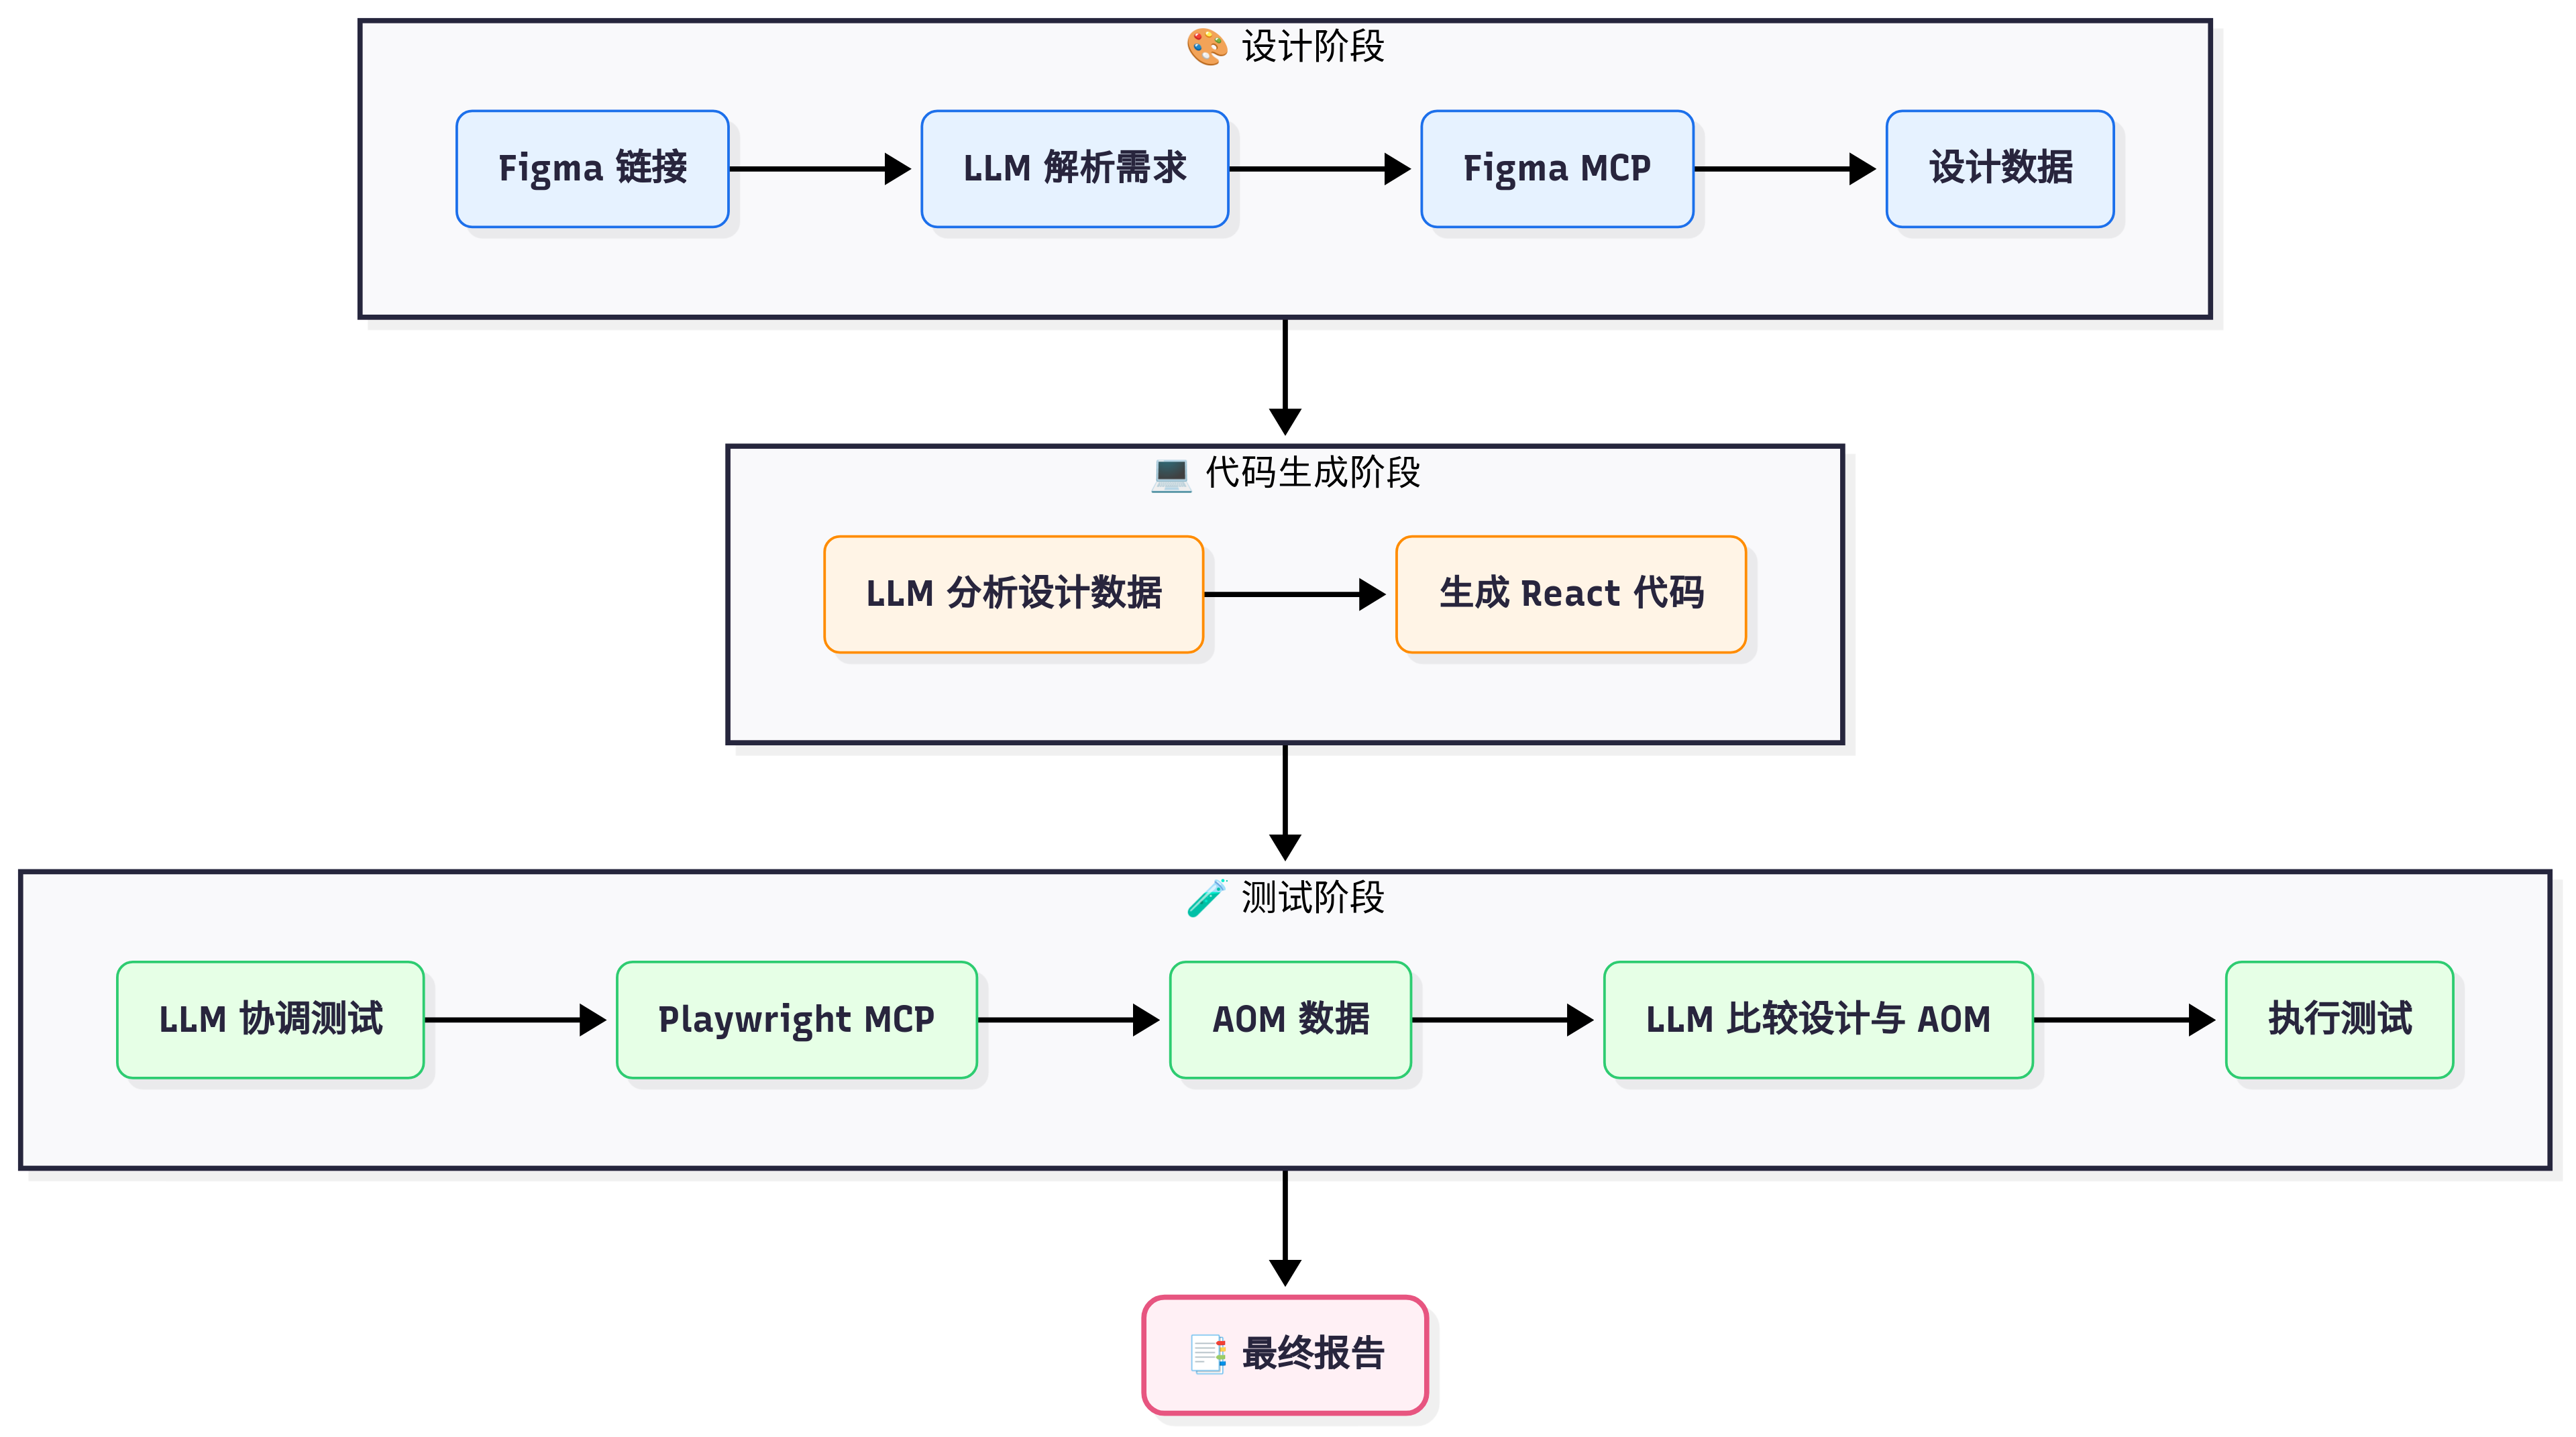 🎨 设计阶段
Figma 链接
LLM 解析需求
Figma MCP
设计数据
💻 代码生成阶段
LLM 分析设计数据
生成 React 代码
🧪 测试阶段
LLM 协调测试
Playwright MCP
AOM 数据
LLM 比较设计与 AOM
执行测试
📑 最终报告